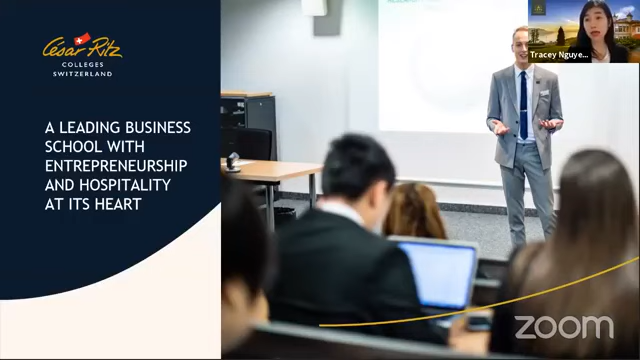 César Ritz
COLLEGES
SWITZERLAND
A LEADING BUSINESS
SCHOOL WITH
ENTREPRENEURSHIP
AND HOSPITALITY
AT ITS HEART
Tracey Nguye...
zoom